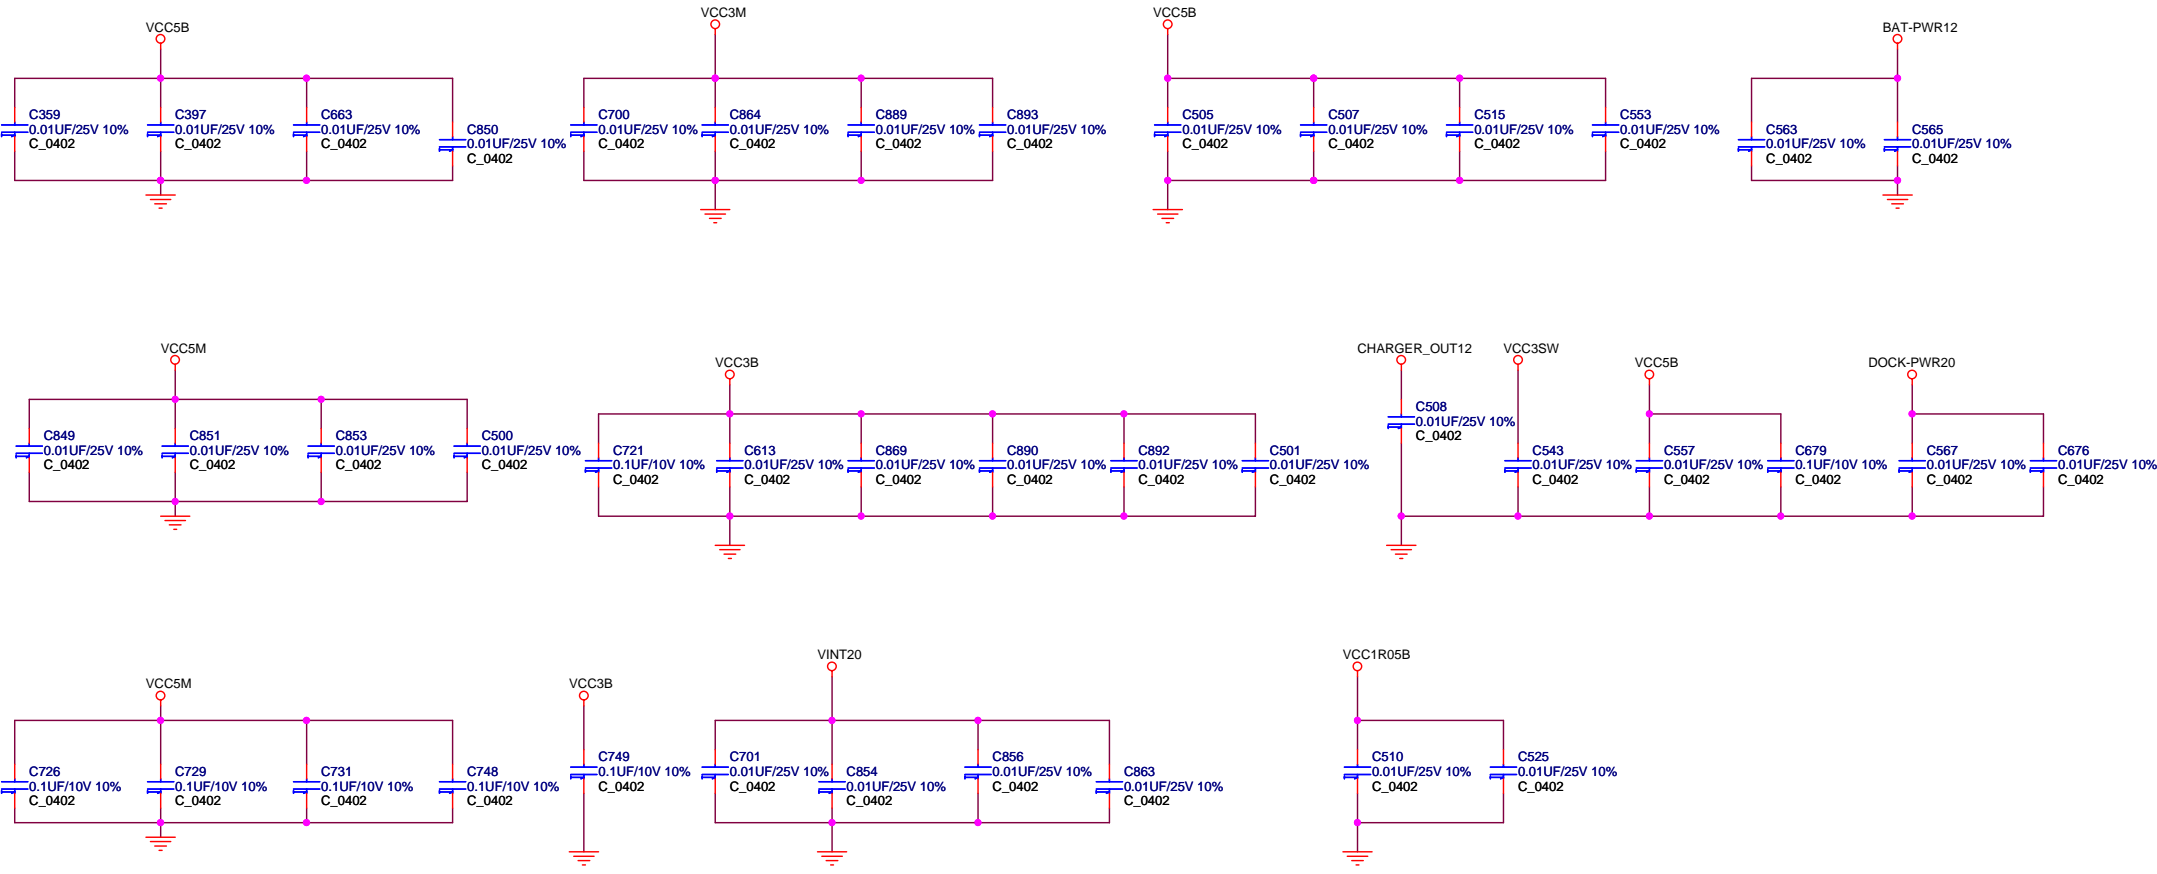 VCC5B
C359
0.01UF/25V 10%
C_0402
C397
0.01UF/25V 10%
C_0402
C663
0.01UF/25V 10%
C_0402
C850
0.01UF/25V 10%
C_0402
VCC3M
C700
0.01UF/25V 10%
C_0402
C864
0.01UF/25V 10%
C_0402
C889
0.01UF/25V 10%
C_0402
C893
0.01UF/25V 10%
C_0402
VCC5B
C505
0.01UF/25V 10%
C_0402
C507
0.01UF/25V 10%
C_0402
C515
0.01UF/25V 10%
C_0402
C553
0.01UF/25V 10%
C_0402
BAT-PWR12
C563
0.01UF/25V 10%
C_0402
C565
0.01UF/25V 10%
C_0402
VCC5M
C849
0.01UF/25V 10%
C_0402
C851
0.01UF/25V 10%
C_0402
C853
0.01UF/25V 10%
C_0402
C500
0.01UF/25V 10%
C_0402
VCC3B
C721
0.1UF/10V 10%
C_0402
C613
0.01UF/25V 10%
C_0402
C869
0.01UF/25V 10%
C_0402
C890
0.01UF/25V 10%
C_0402
C892
0.01UF/25V 10%
C_0402
C501
0.01UF/25V 10%
C_0402
CHARGER_OUT12
C508
0.01UF/25V 10%
C_0402
VCC3SW
C543
0.01UF/25V 10%
C_0402
VCC5B
C557
0.01UF/25V 10%
C_0402
C679
0.1UF/10V 10%
C_0402
DOCK-PWR20
C567
0.01UF/25V 10%
C_0402
C676
0.01UF/25V 10%
C_0402
VCC5M
C726
0.1UF/10V 10%
C_0402
C729
0.1UF/10V 10%
C_0402
C731
0.1UF/10V 10%
C_0402
C748
0.1UF/10V 10%
C_0402
VCC3B
C749
0.1UF/10V 10%
C_0402
VINT20
C701
0.01UF/25V 10%
C_0402
C854
0.01UF/25V 10%
C_0402
C856
0.01UF/25V 10%
C_0402
C863
0.01UF/25V 10%
C_0402
VCC1R05B
C510
0.01UF/25V 10%
C_0402
C525
0.01UF/25V 10%
C_0402